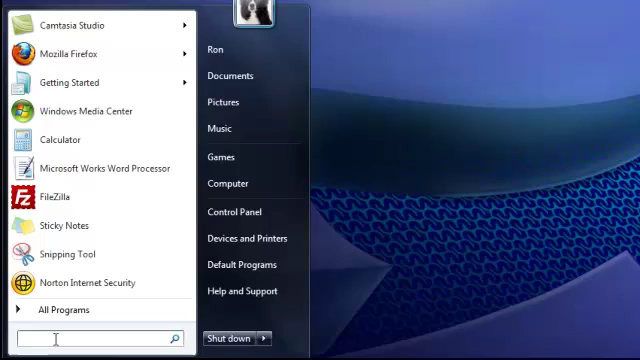 Camtasia Studio
Mozilla Firefox
Getting Started
Windows Media Center
Calculator
Microsoft Works Word Processor
FileZilla
Sticky Notes
Snipping Tool
Norton Internet Security
All Programs
Ron
Documents
Pictures
Music
Games
Computer
Control Panel
Devices and Printers
Default Programs
Help and Support
Shut down